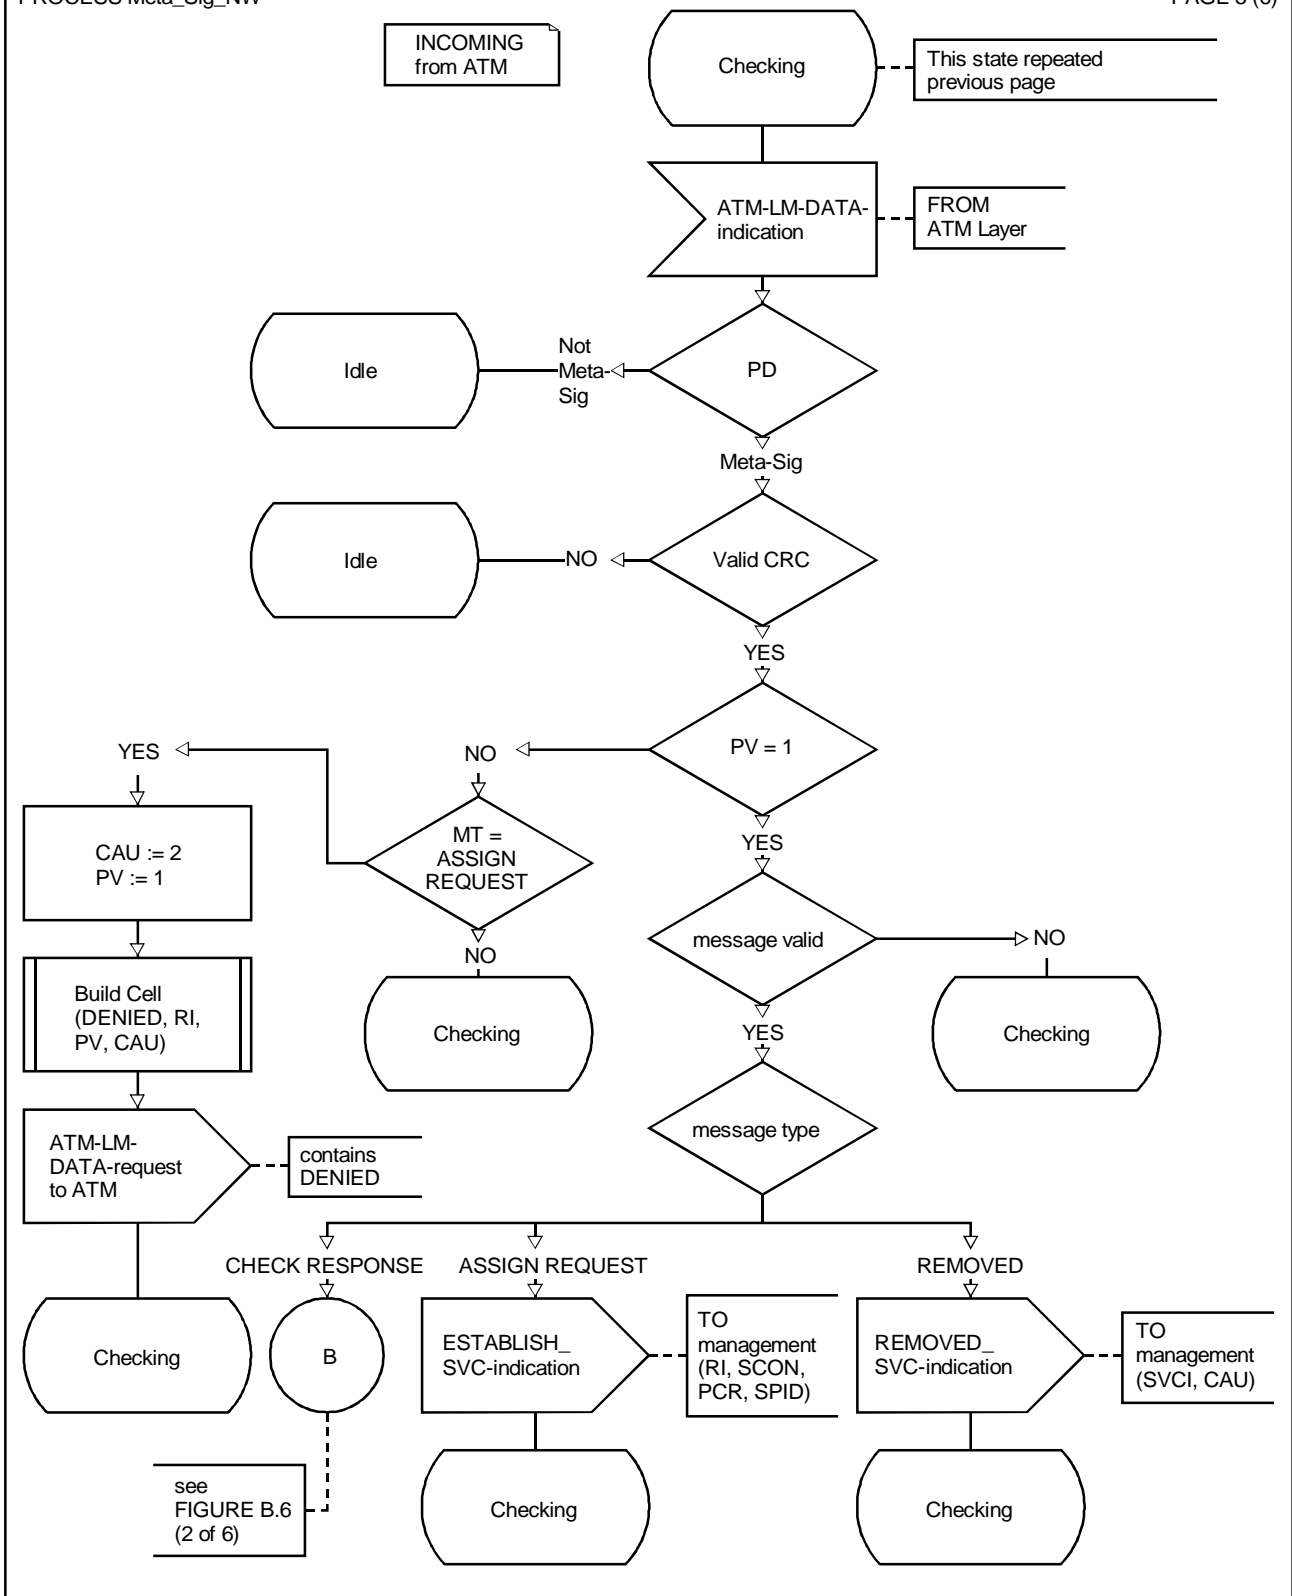 PROCESS Meta_Sig_NW
INCOMING
from ATM
Checking
This state repeated
previous page
ATM-LM-DATA-
indication
FROM
ATM Layer
Idle
Not
Meta-
Sig
PD
Meta-Sig
Idle
NO
Valid CRC
YES
YES
NO
PV = 1
CAU := 2
PV := 1
MT =
ASSIGN
REQUEST
YES
message valid
NO
NO
Build Cell
(DENIED, RI,
PV, CAU)
Checking
YES
Checking
ATM-LM-
DATA-request
to ATM
contains
DENIED
message type
CHECK RESPONSE
ASSIGN REQUEST
REMOVED
Checking
B
ESTABLISH_
SVC-indication
TO
management
(RI, SCON,
PCR, SPID)
REMOVED_
SVC-indication
TO
management
(SVCI, CAU)
see
FIGURE B.6
(2 of 6)
Checking
Checking